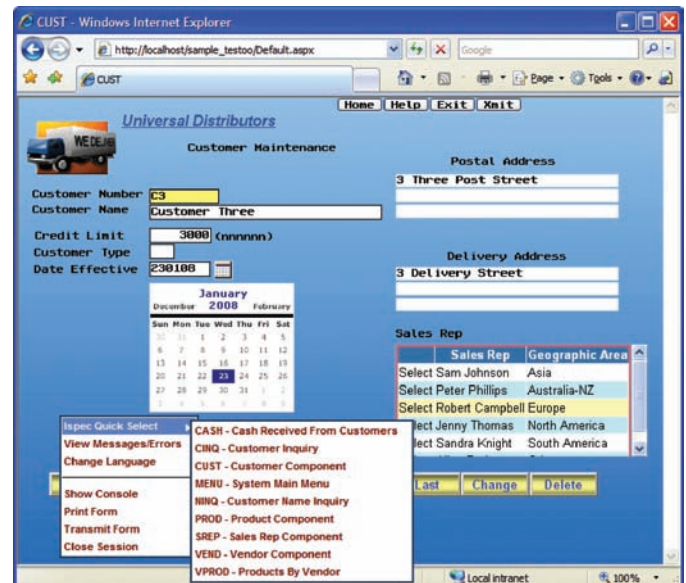 CUST - Windows Internet Explorer
http://localhost/sample_testoo/Default.aspx
Google
CUST
Page
Tools
Home Help Exit Xmit
Universal Distributors
Customer Maintenance
Postal Address
3 Three Post Street
Customer Number C3
Customer Name Customer Three
Credit Limit 3000 (nnnnnn)
Customer Type
Date Effective 230108
Delivery Address
3 Delivery Street
January
December 2008 February
Sun Mon Tue Wed Thu Fri Sat
30 31 1 2 3 4 5
6 7 8 9 10 11 12
13 14 15 16 17 18 19
20 21 22 23 24 25 26
27 28 29 30 31
Sales Rep
Sales Rep Geographic Area
Select Sam Johnson Asia
Select Peter Phillips Australia-NZ
Select Robert Campbell Europe
lect Jenny Thomas North America
lect Sandra Knight South America
Ispec Quick Select
View Messages/Errors
Change Language
Show Console
Print Form
Transmit Form
Close Session
CASH - Cash Received From Customers
CINQ - Customer Inquiry
CUST - Customer Component
MENU - System Main Menu
NINQ - Customer Name Inquiry
PROD - Product Component
SREP - Sales Rep Component
VEND - Vendor Component
VPROD - Products By Vendor
Last Change Delete
Local intranet
100%